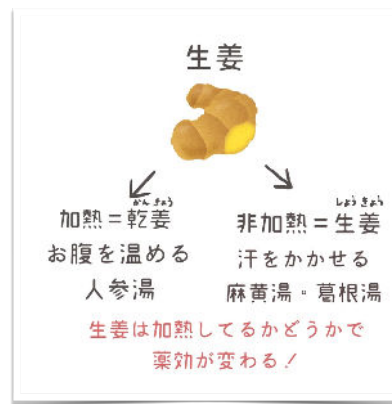 生姜
かんきょう
加熱=乾姜
お腹を温める
人参湯
しょうきょう
非加熱=生姜
汗をかかせる
麻黄湯・葛根湯
生姜は加熱してるかどうかで
薬効が変わる!